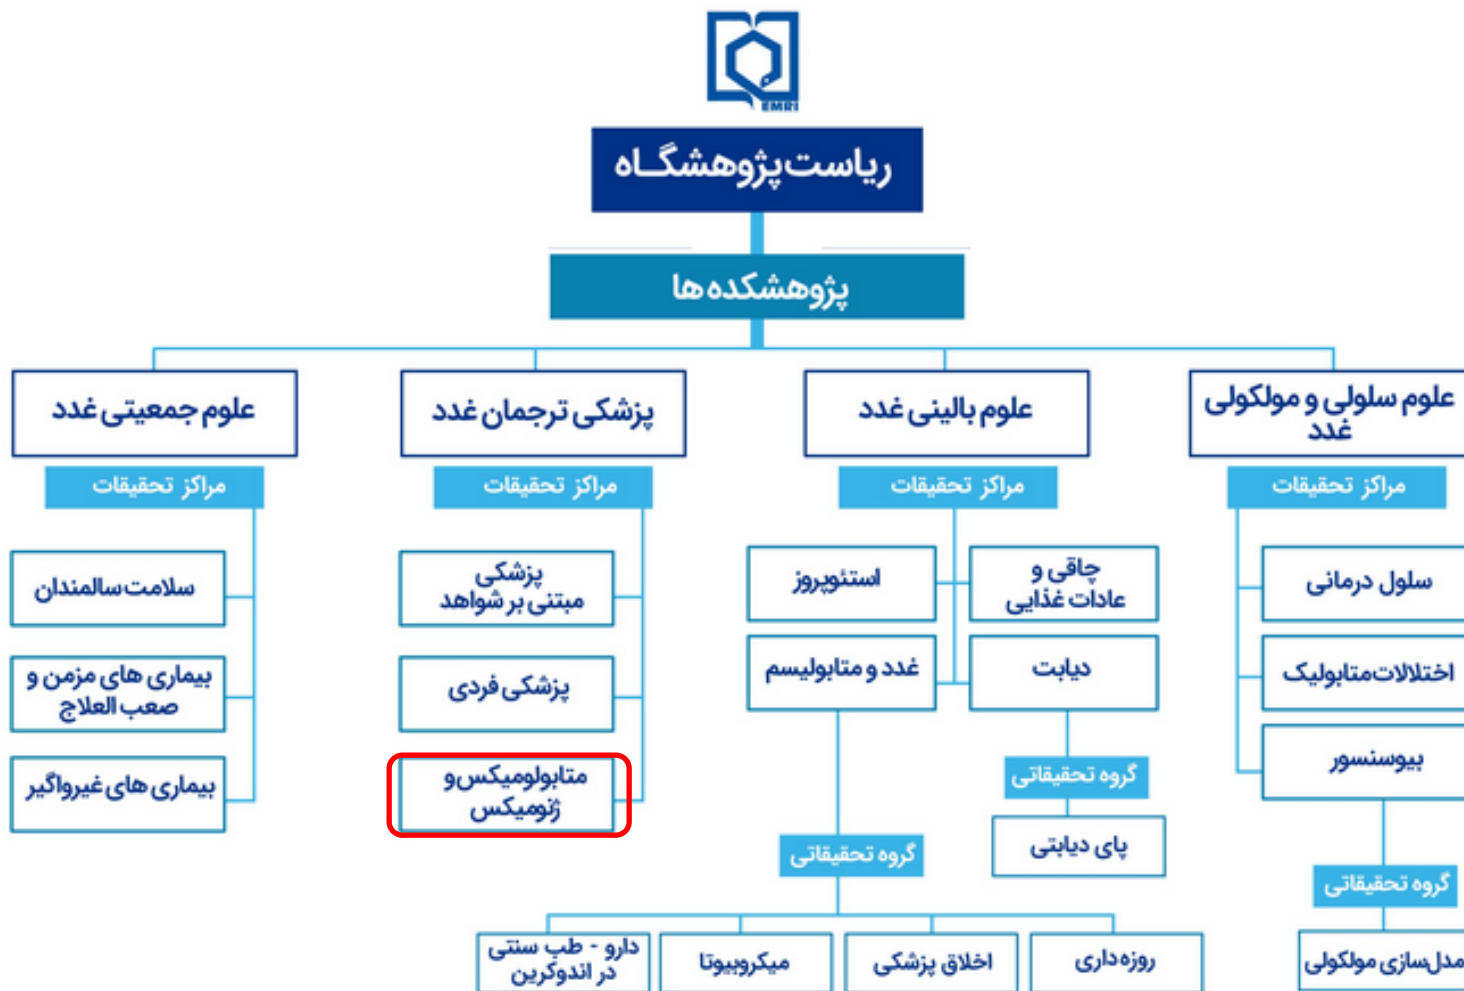 EMRI
ریاست پژوهشگاه
پژوهشکده ها
علوم سلولی و مولکولی
غدد
علوم بالینی غدد
پزشکی ترجمان غدد
علوم جمعیتی غدد
مراکز تحقیقات
مراکز تحقیقات
مراکز تحقیقات
مراکز تحقیقات
سلول درمانی
اختلالات متابولیک
بیوسنسور
گروه تحقیقاتی
مدل‌سازی مولکولی
چاقی و
عادات غذایی
استئوپروز
دیابت
غدد و متابولیسم
گروه تحقیقاتی
پای دیابتی
گروه تحقیقاتی
روزه‌داری
اخلاق پزشکی
میکروبیوتا
دارو - طب سنتی
در اندوکرین
پزشکی
مبتنی بر شواهد
پزشکی فردی
متابولومیکس و
ژنومیکس
سلامت سالمندان
بیماری های مزمن و
صعب العلاج
بیماری های غیرواگیر